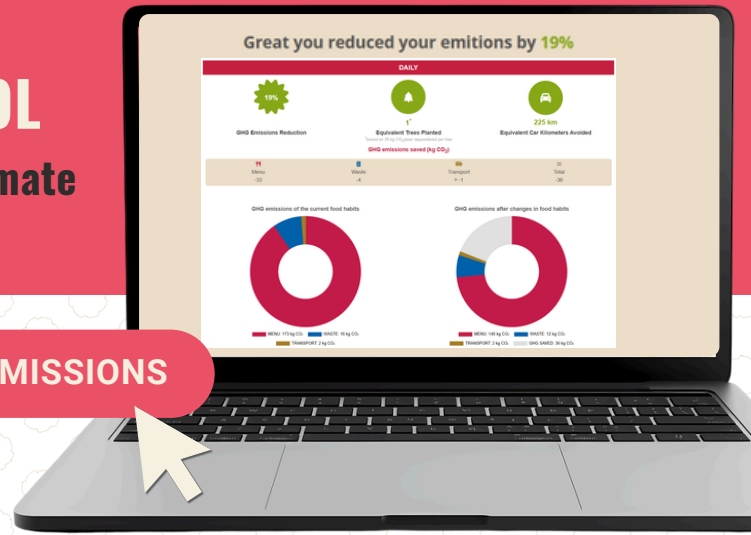 OL
mate
MISSIONS
Great you reduced your emitions by 19%
DAILY
19%
1*
225 km
GHG Emissions Reduction
Equivalent Trees Planted
Equivalent Car Kilometers Avoided
GHG emissions saved (kg CO₂)
Menu
Waste
Transport
Total
-33
-4
> -1
-36
GHG emissions of the current food habits
GHG emissions after changes in food habits
MENU: 173 kg CO₂
WASTE: 16 kg CO₂
TRANSPORT: 2 kg CO₂
MENU: 140 kg CO₂
WASTE: 12 kg CO₂
TRANSPORT: 2 kg CO₂
GHG SAVED: 36 kg CO₂